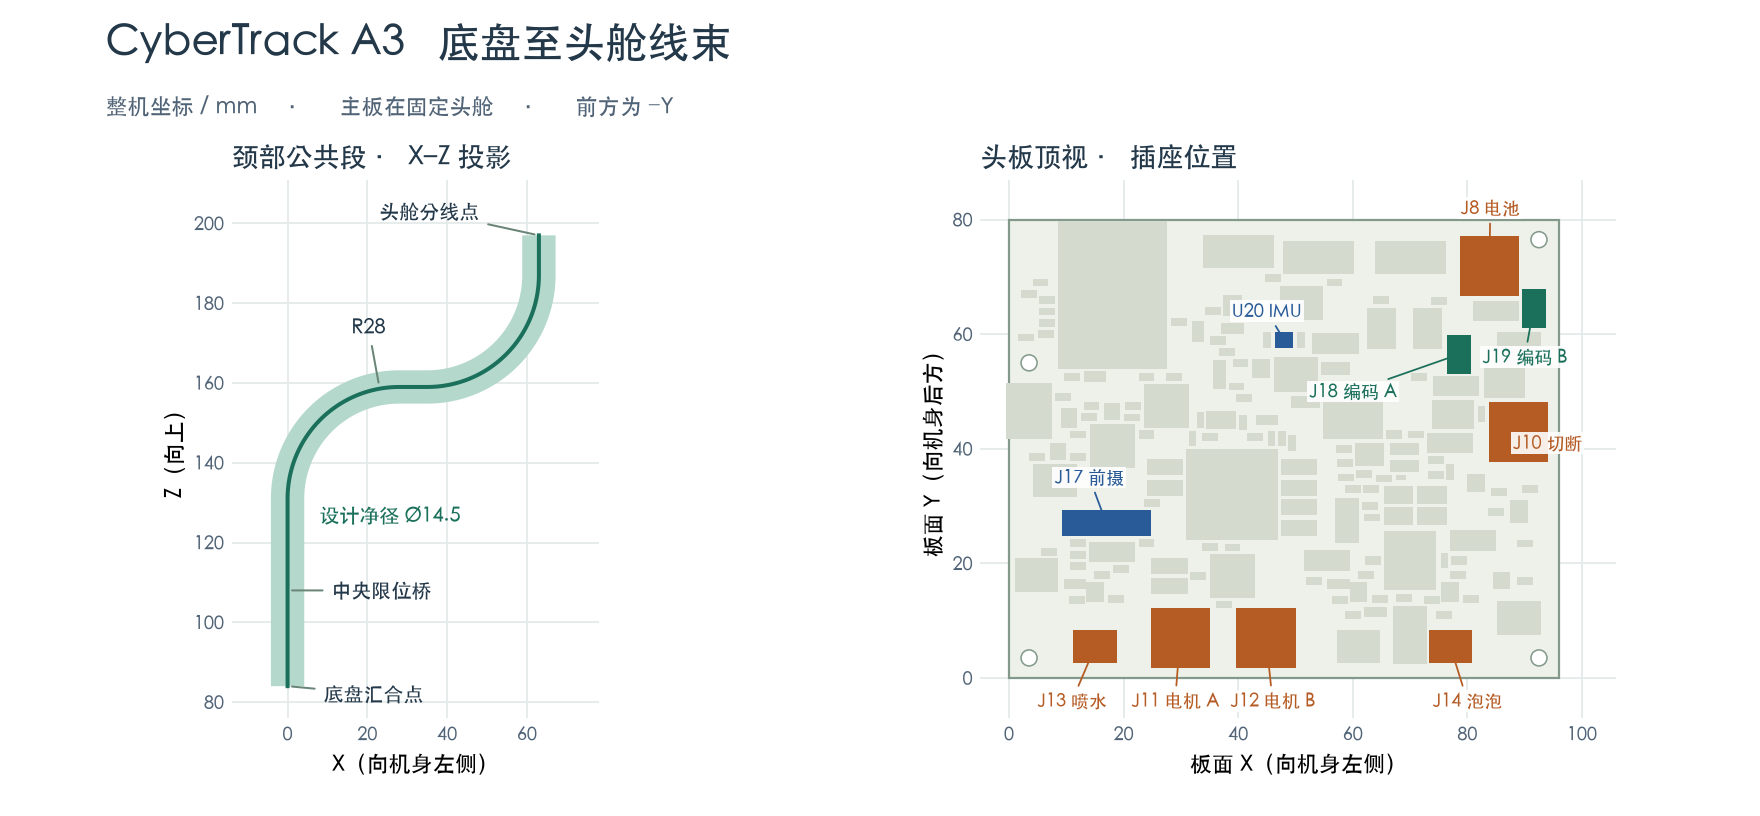 CyberTrack A3 底盘至头舱线束
整机坐标 / mm · 主板在固定头舱 · 前方为 −Y
颈部公共段 · X–Z 投影
头舱分线点
R28
设计净径 Ø14.5
中央限位桥
底盘汇合点
200
180
160
140
120
100
80
0 20 40 60
Z（向上）
X（向机身左侧）
头板顶视 · 插座位置
J8 电池
U20 IMU
J19 编码 B
J18 编码 A
J10 切断
J17 前摄
J13 喷水 J11 电机 A J12 电机 B J14 泡泡
80
60
40
20
0
0 20 40 60 80 100
板面 Y（向机身后方）
板面 X（向机身左侧）